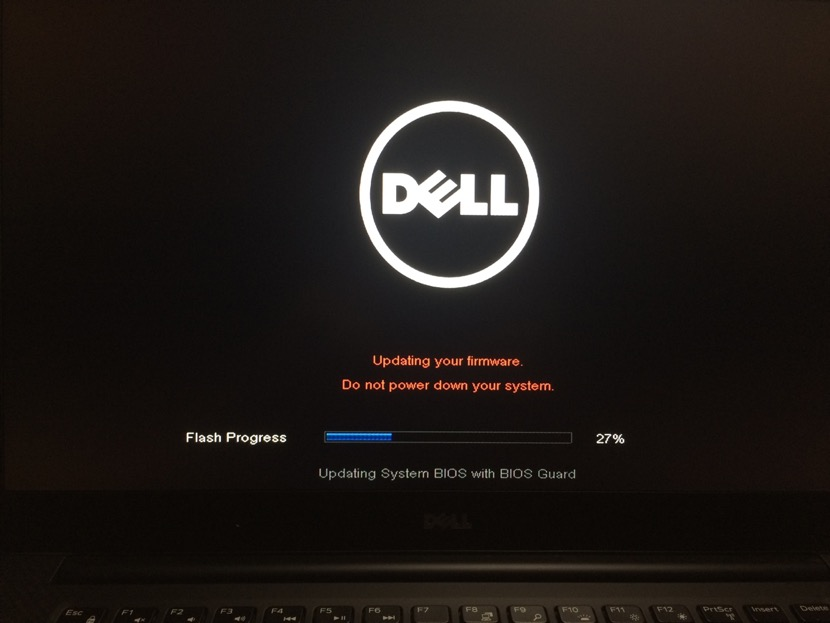 DELL
Updating your firmware.
Do not power down your system.
Flash Progress 27%
Updating System BIOS with BIOS Guard
DELL
Esc F1 F2 F3 F4 F5 F6 F7 F8 F9 F10 F11 F12 PrtScr Insert Delete